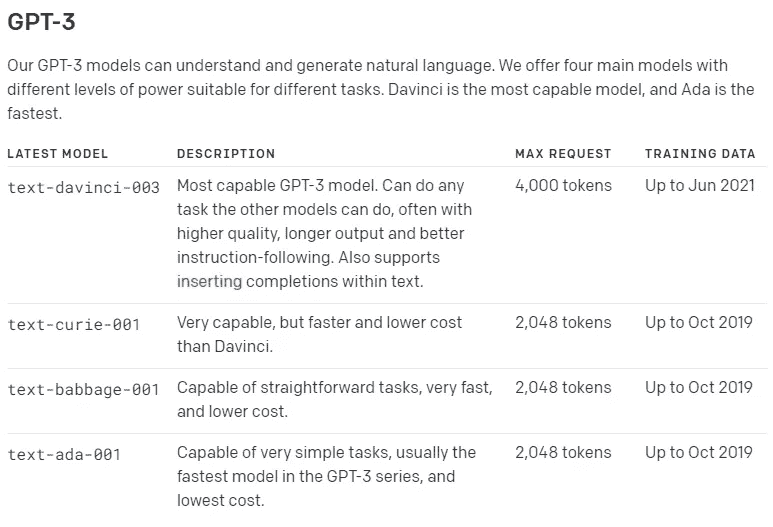 GPT-3
Our GPT-3 models can understand and generate natural language. We offer four main models with
different levels of power suitable for different tasks. Davinci is the most capable model, and Ada is the
fastest.
LATEST MODEL DESCRIPTION MAX REQUEST TRAINING DATA
text-davinci-003 Most capable GPT-3 model. Can do any 4,000 tokens Up to Jun 2021
task the other models can do, often with
higher quality, longer output and better
instruction-following. Also supports
inserting completions within text.
text-curie-001 Very capable, but faster and lower cost 2,048 tokens Up to Oct 2019
than Davinci.
text-babbage-001 Capable of straightforward tasks, very fast, 2,048 tokens Up to Oct 2019
and lower cost.
text-ada-001 Capable of very simple tasks, usually the 2,048 tokens Up to Oct 2019
fastest model in the GPT-3 series, and
lowest cost.